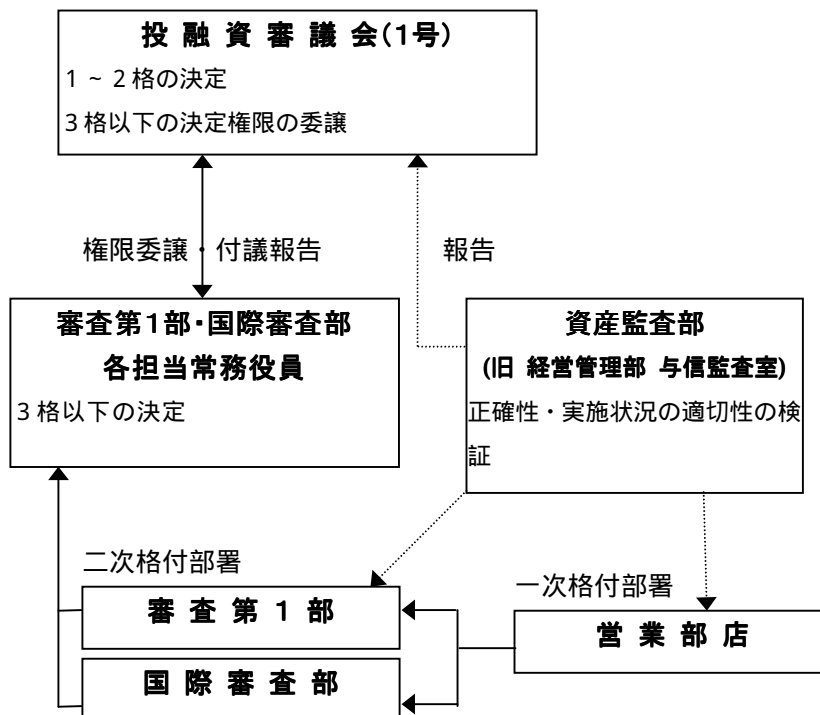 投 融 資 審 議 会(1号)
1 ~ 2格の決定
3格以下の決定権限の委譲
権限委譲・付議報告
報告
審査第1部・国際審査部
各担当常務役員
3格以下の決定
資産監査部
(旧 経営管理部 与信監査室)
正確性・実施状況の適切性の検
証
二次格付部署
審 査 第 1 部
国 際 審 査 部
一次格付部署
営 業 部 店